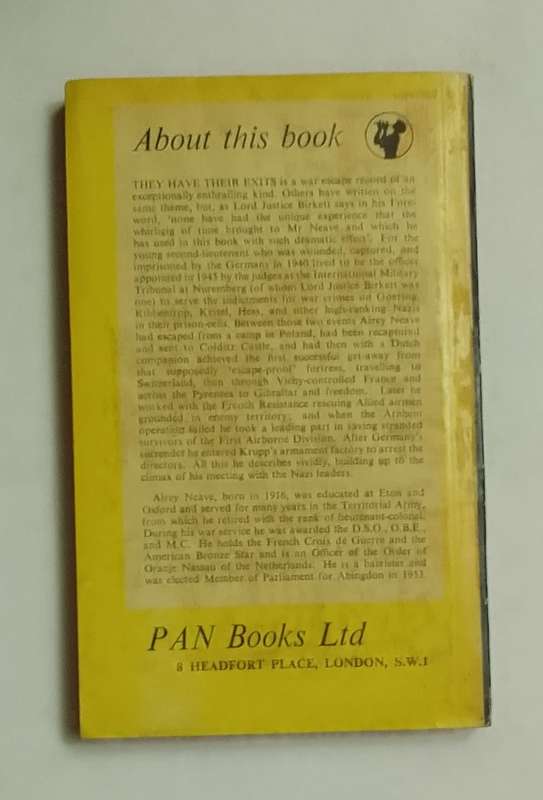 About this book
THEY HAVE THEIR EXITS is a war escape record of an
exceptionally enthralling kind. Others have written on the
same theme, but, as Lord Justice Birkett says in his Fore-
word, 'none have had the unique experience that the
whirligig of time brought to Mr Neave and which he
has used in this book with such dramatic effect'. For the
young second-lieutenant who was wounded, captured, and
imprisoned by the Germans in 1940 lived to be the officer
appointed in 1945 by the judges at the International Military
Tribunal at Nuremberg (of whom Lord Justice Birkett was
one) to serve the indictments for war crimes on Goering,
Ribbentrop, Keitel, Hess, and other high-ranking Nazis
in their prison-cells. Between those two events Airey Neave
had escaped from a camp in Poland, had been recaptured
and sent to Colditz Castle, and had then with a Dutch
companion achieved the first successful get-away from
that supposedly 'escape-proof' fortress, travelling to
Switzerland, then through Vichy-controlled France and
across the Pyrenees to Gibraltar and freedom. Later he
worked with the French Resistance rescuing Allied airmen
grounded in enemy territory; and when the Arnhem
operation failed he took a leading part in saving stranded
survivors of the First Airborne Division. After Germany's
surrender he entered Krupp's armament factory to arrest the
directors. All this he describes vividly, building up to the
climax of his meeting with the Nazi leaders.
Airey Neave, born in 1916, was educated at Eton and
Oxford and served for many years in the Territorial Army,
from which he retired with the rank of lieutenant-colonel.
During his war service he was awarded the D.S.O., O.B.E.,
and M.C. He holds the French Croix de Guerre and the
American Bronze Star and is an Officer of the Order of
Oranje Nassau of the Netherlands. He is a barrister and
was elected Member of Parliament for Abingdon in 1953.
PAN Books Ltd
8 HEADFORT PLACE, LONDON, S.W.1